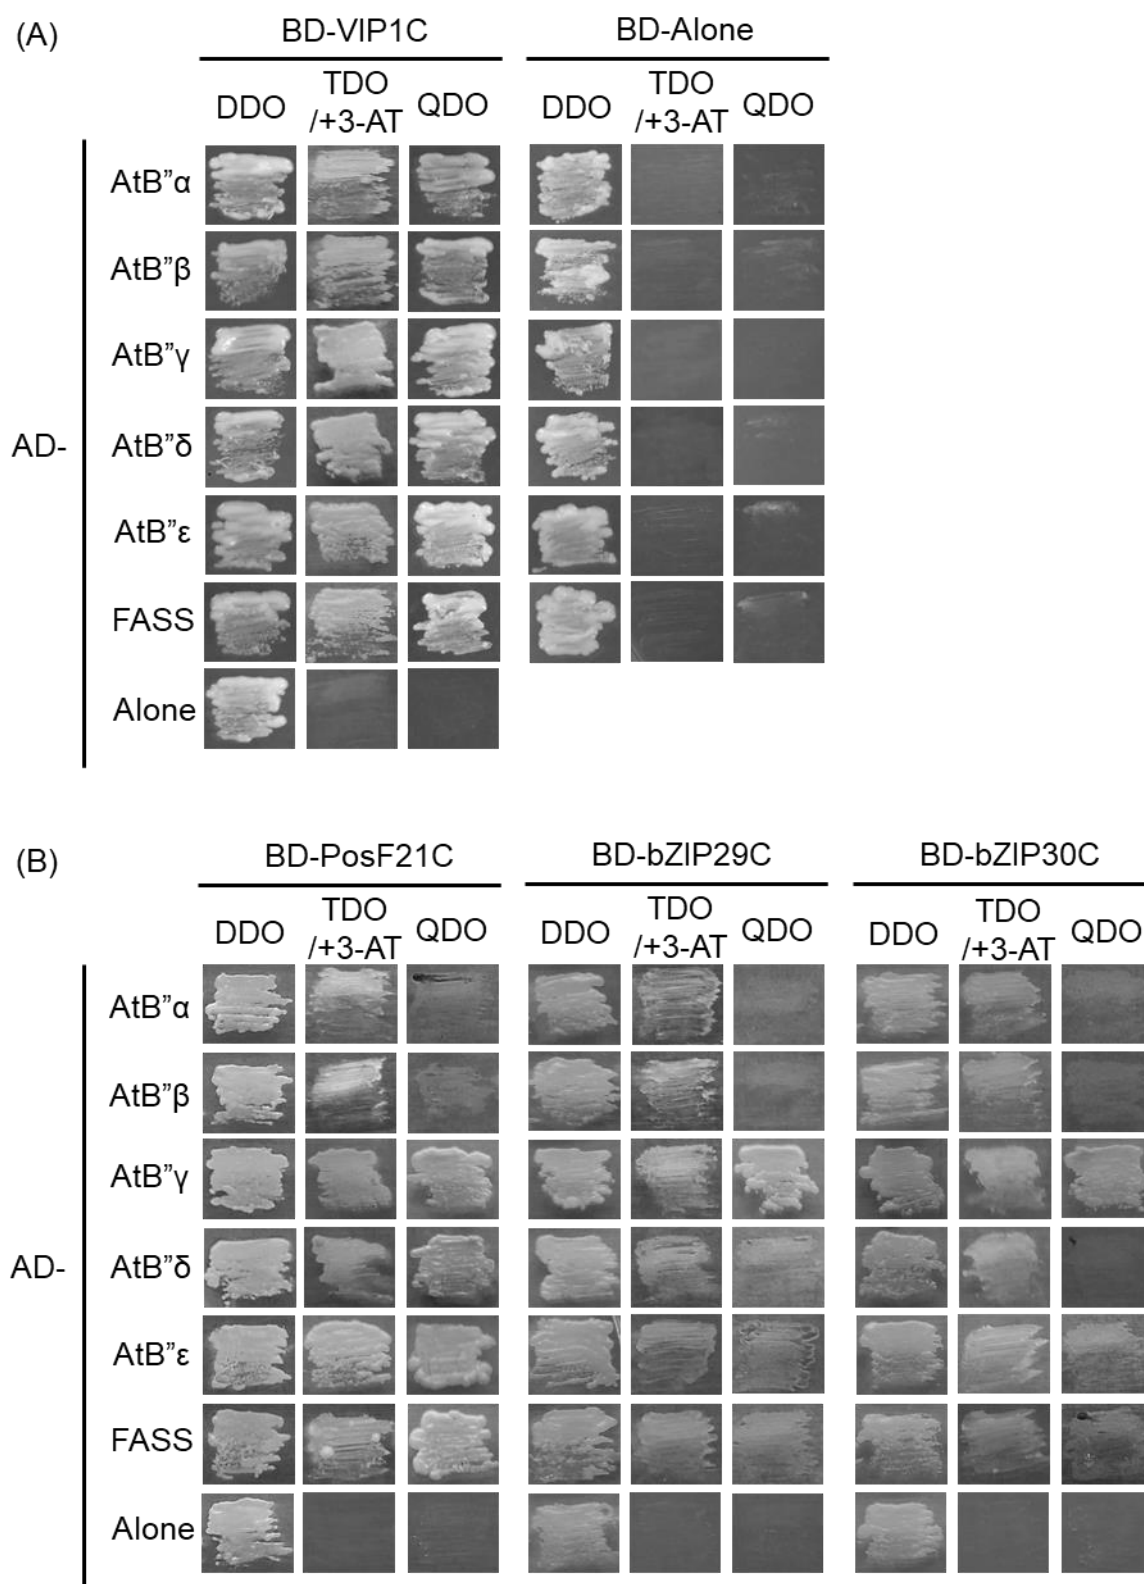 (A)
BD-VIP1C BD-Alone
DDO TDO /+3-AT QDO DDO TDO /+3-AT QDO
AD-
AtB”α
AtB”β
AtB”γ
AtB”δ
AtB”ε
FASS
Alone
(B)
BD-PosF21C BD-bZIP29C BD-bZIP30C
DDO TDO /+3-AT QDO DDO TDO /+3-AT QDO DDO TDO /+3-AT QDO
AD-
AtB”α
AtB”β
AtB”γ
AtB”δ
AtB”ε
FASS
Alone